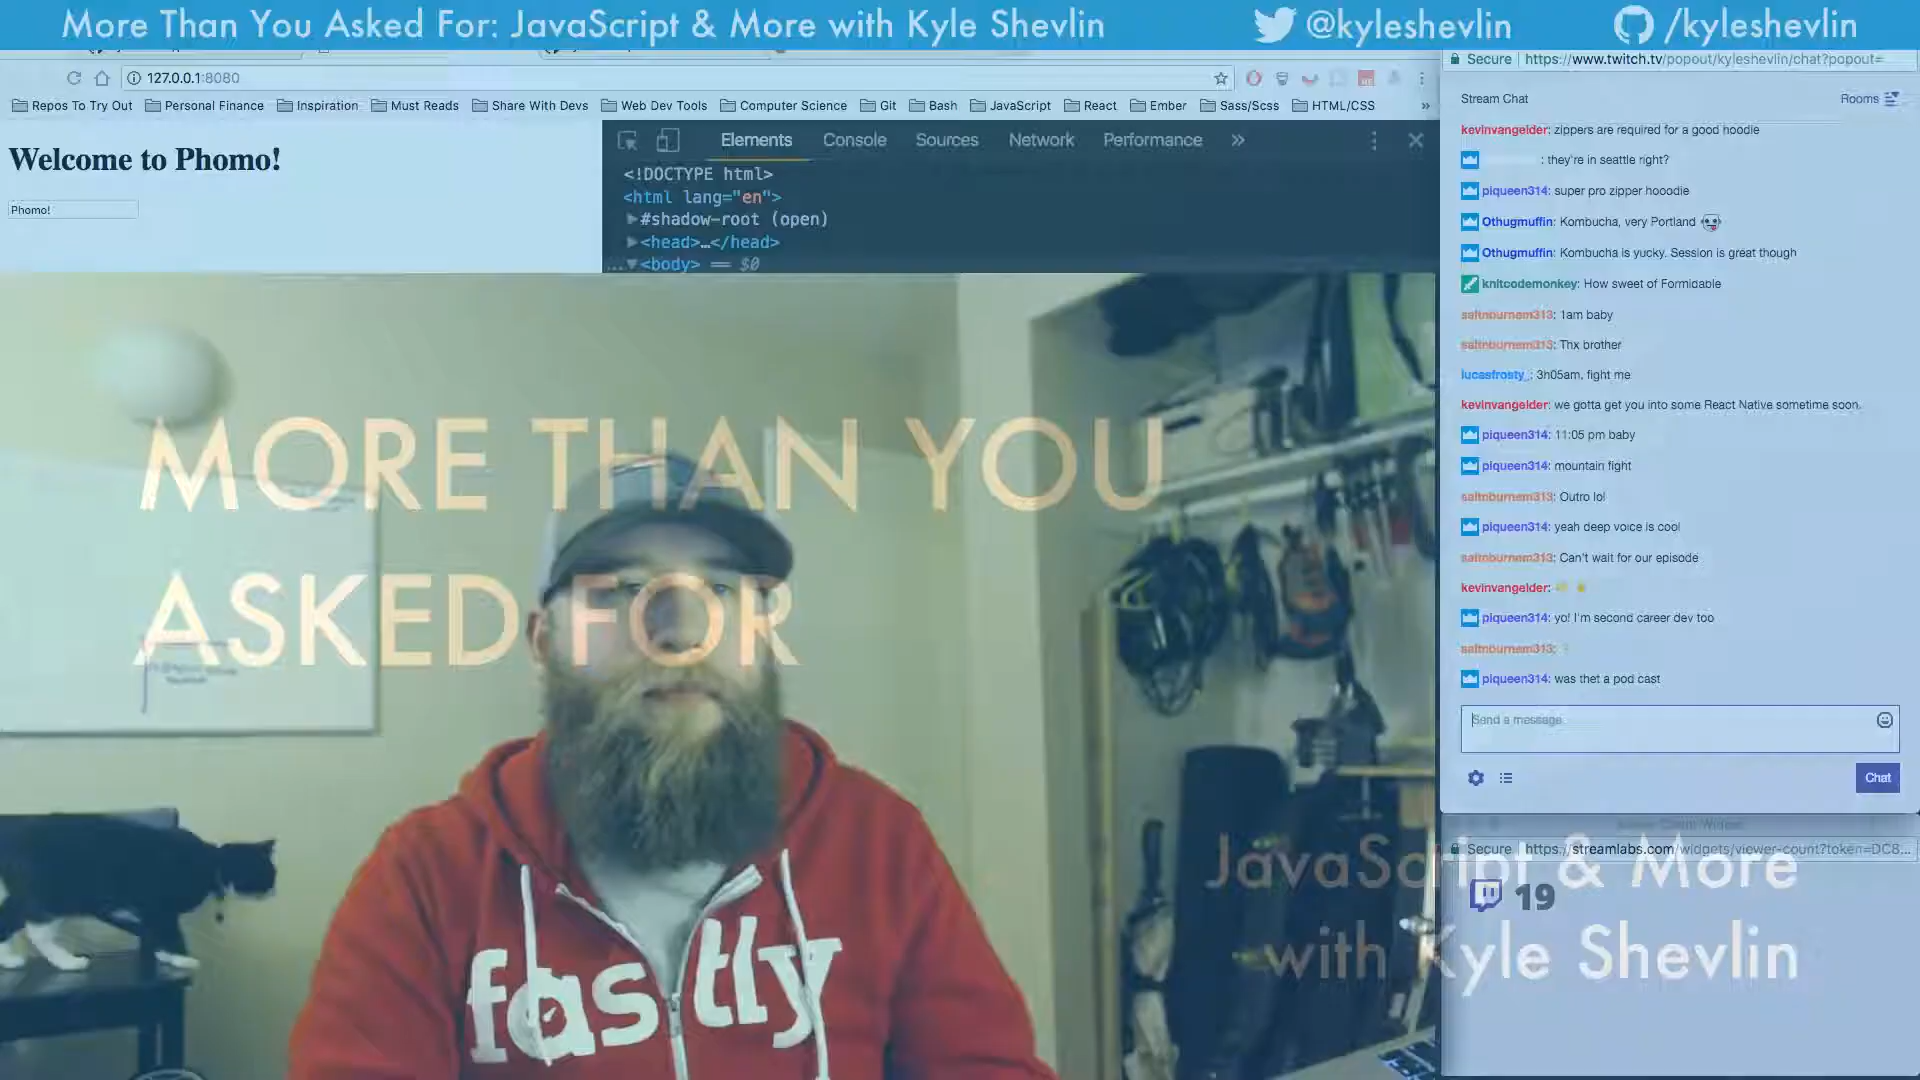 More Than You Asked For: JavaScript & More with Kyle Shevlin
@kyleshevlin
/kyleshevlin
127.0.0.1:8080
Repos To Try Out
Personal Finance
Inspiration
Must Reads
Share With Devs
Web Dev Tools
Computer Science
Git
Bash
JavaScript
React
Ember
Sass/Scss
HTML/CSS
»
Welcome to Phomo!
Phomo!
Elements
Console
Sources
Network
Performance
»
<!DOCTYPE html>
<html lang="en">
#shadow-root (open)
<head>…</head>
<body> == $0
MORE THAN YOU
ASKED FOR
fastly
Secure
https://www.twitch.tv/popout/kyleshevlin/chat?popout=
Stream Chat
Rooms
kevinvangelder: zippers are required for a good hoodie
: they're in seattle right?
piqueen314: super pro zipper hooodie
Othugmuffin: Kombucha, very Portland
Othugmuffin: Kombucha is yucky. Session is great though
knitcodemonkey: How sweet of Formidable
saltnburnem313: 1am baby
saltnburnem313: Thx brother
lucasfrosty_: 3h05am, fight me
kevinvangelder: we gotta get you into some React Native sometime soon.
piqueen314: 11:05 pm baby
piqueen314: mountain fight
saltnburnem313: Outro lol
piqueen314: yeah deep voice is cool
saltnburnem313: Can't wait for our episode
kevinvangelder:
piqueen314: yo! I'm second career dev too
saltnburnem313:
piqueen314: was thet a pod cast
Send a message
Chat
Secure
https://streamlabs.com/widgets/viewer-count?token=DC8...
19
JavaScript & More
with Kyle Shevlin